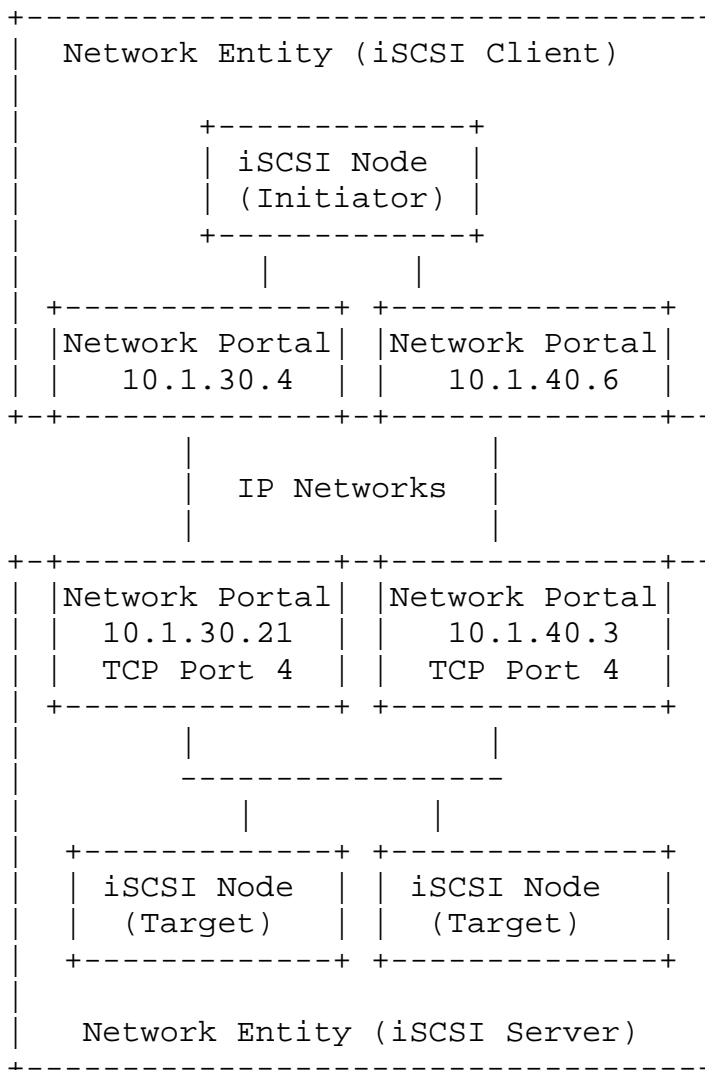 Network Entity (iSCSI Client)
iSCSI Node
(Initiator)
Network Portal Network Portal
10.1.30.4 10.1.40.6
IP Networks
Network Portal Network Portal
10.1.30.21 10.1.40.3
TCP Port 4 TCP Port 4
iSCSI Node iSCSI Node
(Target) (Target)
Network Entity (iSCSI Server)